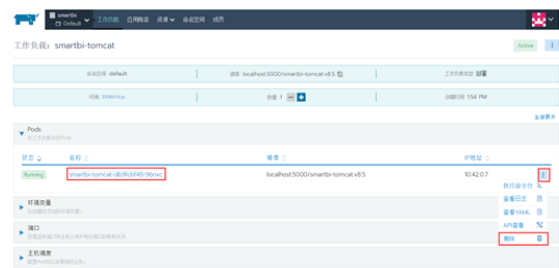 smartbi
Default
工作负载 应用商店 资源 命名空间 成员
工作负载: smartbi-tomcat
Active
命名空间: default
镜像: localhost:5000/smartbi-tomcat:v8.5
工作负载类型: 部署
数量: 1
创建时间: 1:54 PM
全部展开
Pods
状态 名称 镜像 IP地址
Running smartbi-tomcat-db9fcbf48-96nxc localhost:5000/smartbi-tomcat:v8.5 10.42.0.7
执行命令行
查看日志
查看YAML
API查看
删除
环境变量
端口
主机调度